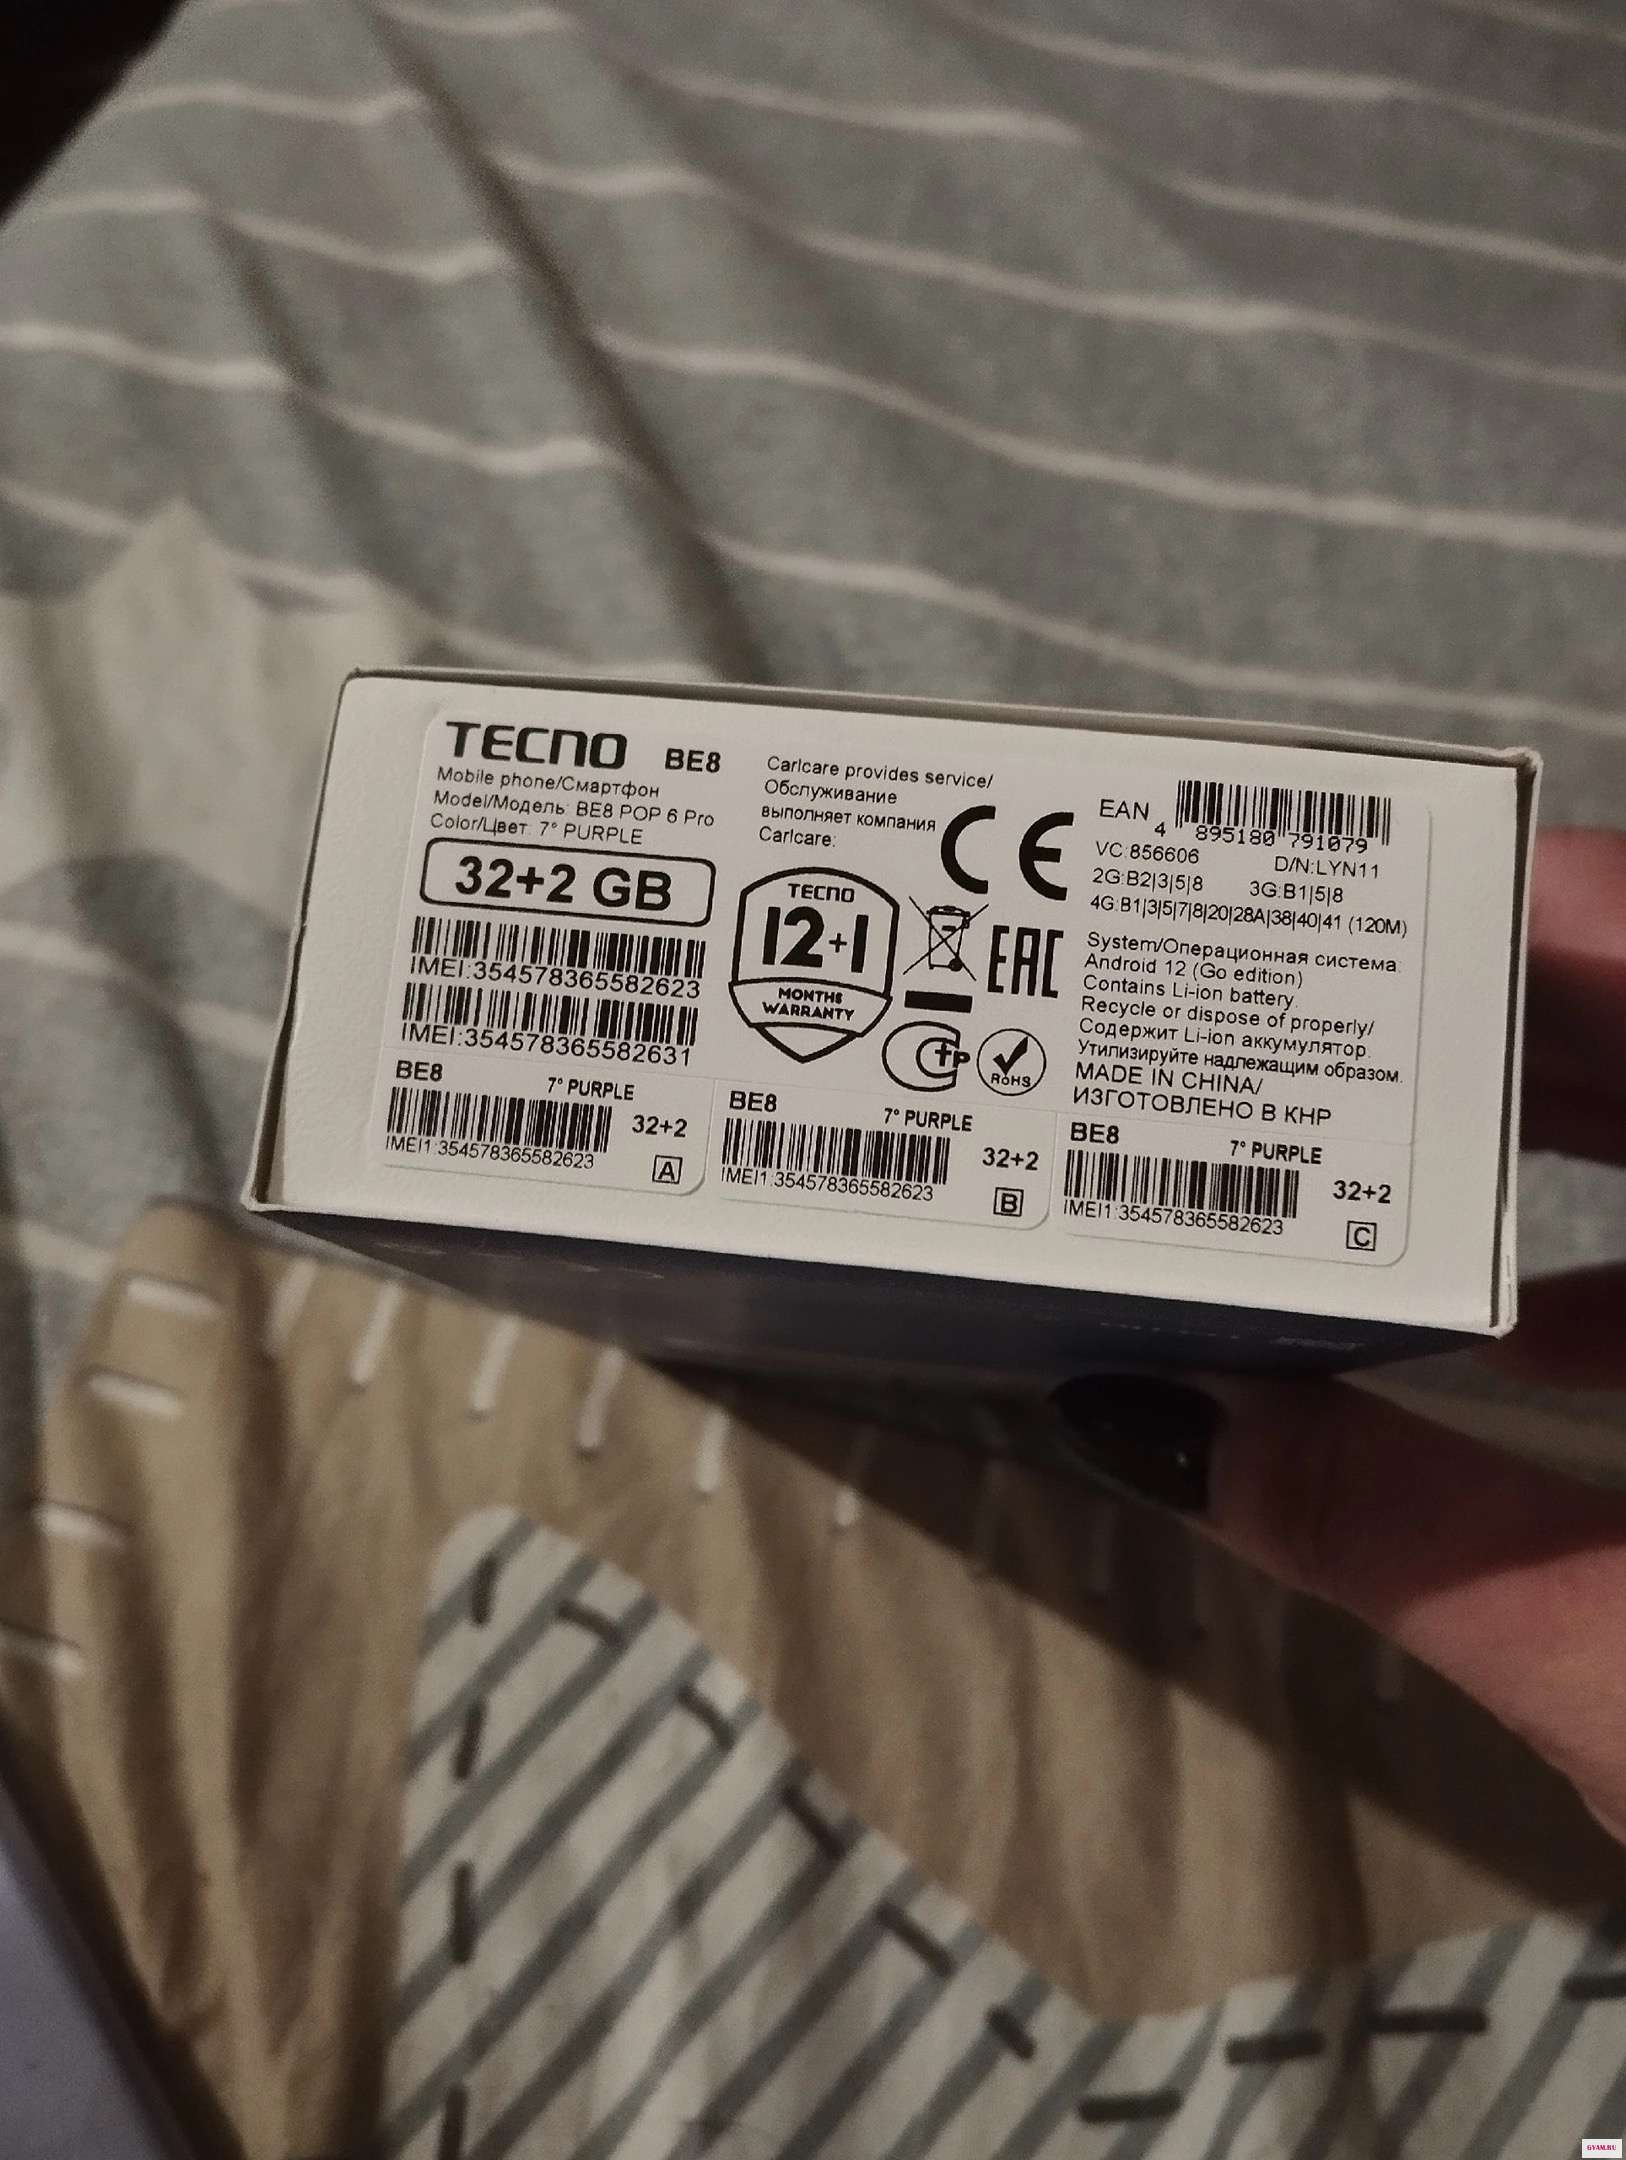 TECNO BE8
Mobile phone/Смартфон
Model/Модель: BE8 POP 6 Pro
Color/Цвет: 7° PURPLE
32+2 GB
IMEI:354578365582623
IMEI:354578365582631
Carlcare provides service/
Обслуживание
выполняет компания
Carlcare:
TECNO
12+1
MONTHS
WARRANTY
CE
EAC
RoHS
EAN
4 895180 791079
VC:856606 D/N:LYN11
2G:B2|3|5|8 3G:B1|5|8
4G:B1|3|5|7|8|20|28A|38|40|41 (120M)
System/Операционная система:
Android 12 (Go edition)
Contains Li-ion battery.
Recycle or dispose of properly/
Содержит Li-ion аккумулятор.
Утилизируйте надлежащим образом.
MADE IN CHINA/
ИЗГОТОВЛЕНО В КНР
BE8 7° PURPLE
32+2
IMEI1:354578365582623
A
BE8 7° PURPLE
32+2
IMEI1:354578365582623
B
BE8 7° PURPLE
32+2
IMEI1:354578365582623
C
GYAM.RU